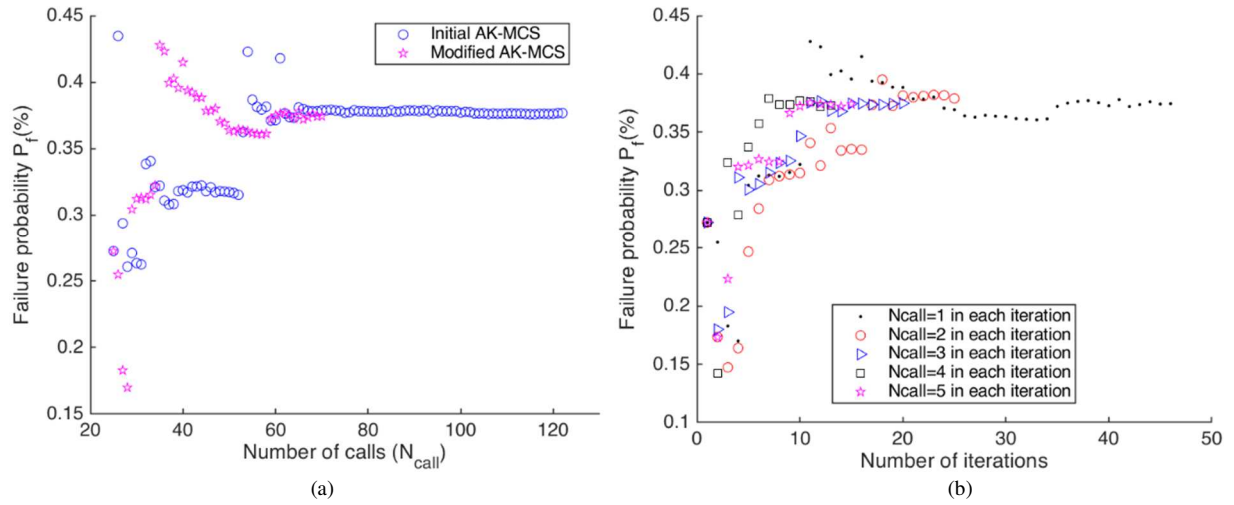 0.45
0.4
0.35
0.3
0.25
0.2
0.15
Failure probability P_f(%)
20
40
60
80
100
120
Number of calls (N_call)
Initial AK-MCS
Modified AK-MCS
(a)
0.45
0.4
0.35
0.3
0.25
0.2
0.15
0.1
Failure probability P_f(%)
0
10
20
30
40
50
Number of iterations
Ncall=1 in each iteration
Ncall=2 in each iteration
Ncall=3 in each iteration
Ncall=4 in each iteration
Ncall=5 in each iteration
(b)